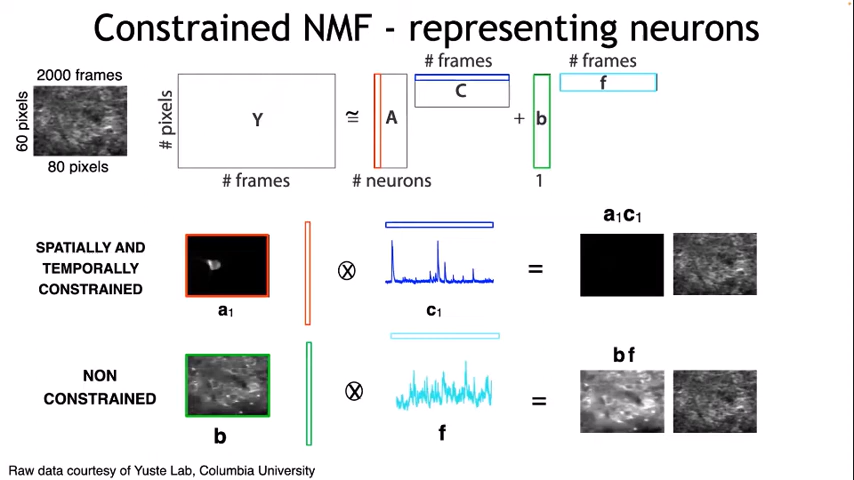 Constrained NMF - representing neurons
2000 frames
60 pixels
80 pixels
# pixels
Y
# frames
≅
A
# neurons
# frames
C
+
b
1
# frames
f
SPATIALLY AND
TEMPORALLY
CONSTRAINED
a1
⊗
c1
=
a1c1
NON
CONSTRAINED
b
⊗
f
=
b f
Raw data courtesy of Yuste Lab, Columbia University